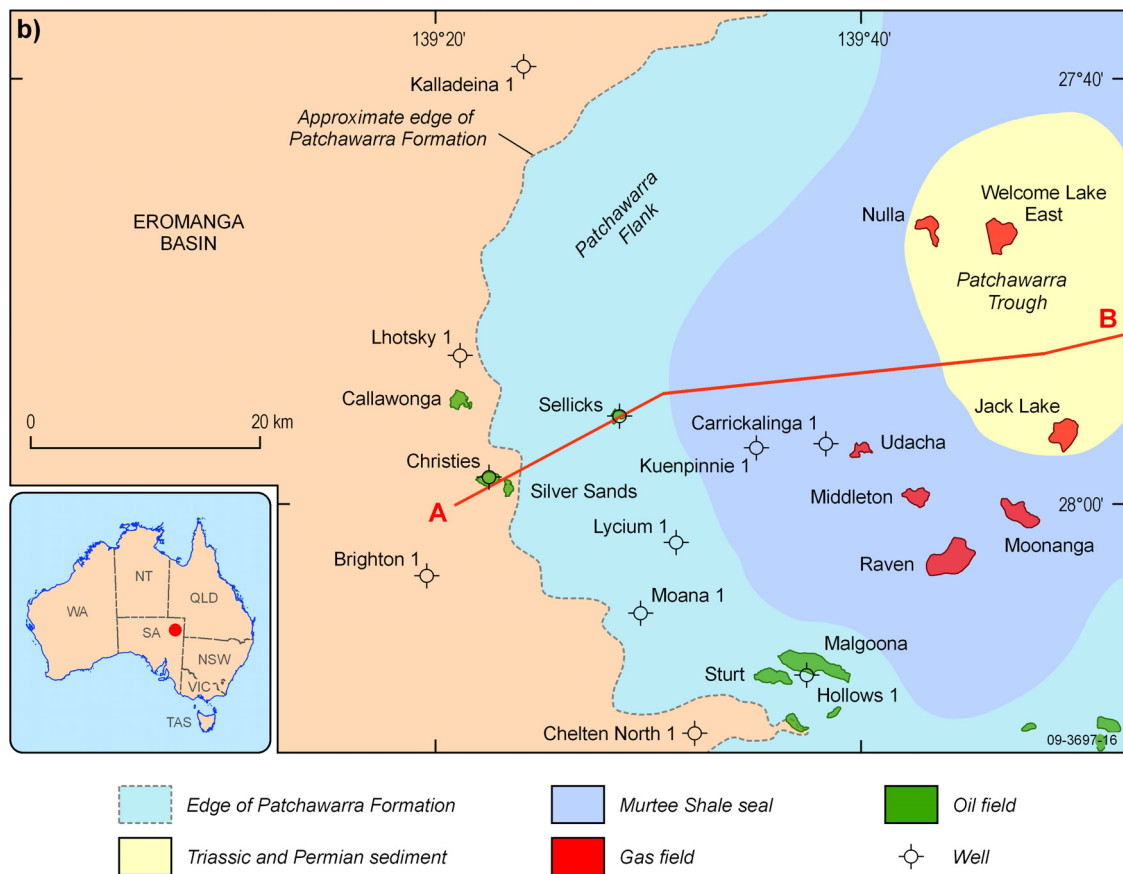 b)
139°20'
139°40'
27°40'
Kalladeina 1
Approximate edge of
Patchawarra Formation
Patchawarra
Flank
EROMANGA
BASIN
Nulla
Welcome Lake
East
Patchawarra
Trough
B
Lhotsky 1
Callawonga
Sellicks
Jack Lake
0
20 km
Carrickalinga 1
Udacha
Kuenpinnie 1
Christies
Silver Sands
A
Middleton
28°00'
Lycium 1
Moonanga
Brighton 1
Raven
Moana 1
Malgoona
Sturt
Hollows 1
Chelten North 1
09-3697-16
WA
NT
QLD
SA
NSW
VIC
TAS
Edge of Patchawarra Formation
Murtee Shale seal
Oil field
Triassic and Permian sediment
Gas field
Well